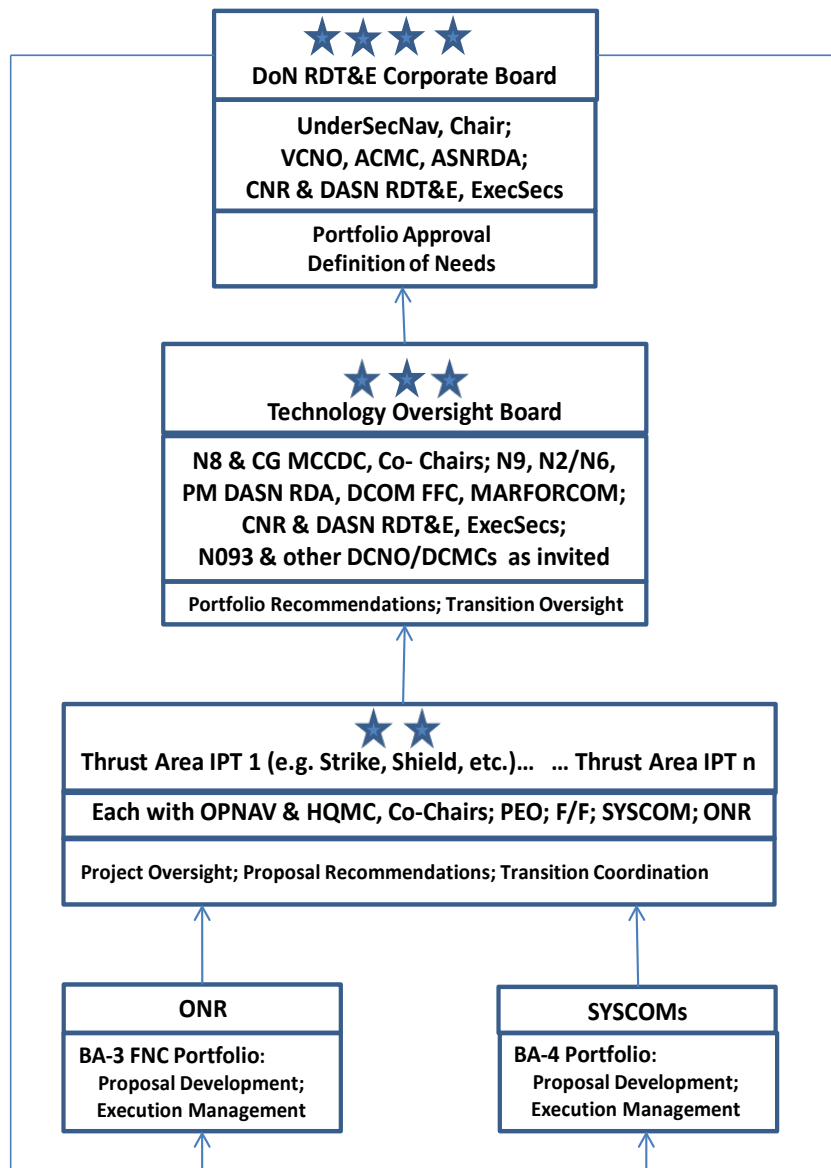 DoN RDT&E Corporate Board
UnderSecNav, Chair;
VCNO, ACMC, ASNRDA;
CNR & DASN RDT&E, ExecSecs
Portfolio Approval
Definition of Needs
Technology Oversight Board
N8 & CG MCCDC, Co- Chairs; N9, N2/N6,
PM DASN RDA, DCOM FFC, MARFORCOM;
CNR & DASN RDT&E, ExecSecs;
N093 & other DCNO/DCMCs as invited
Portfolio Recommendations; Transition Oversight
Thrust Area IPT 1 (e.g. Strike, Shield, etc.)... ... Thrust Area IPT n
Each with OPNAV & HQMC, Co-Chairs; PEO; F/F; SYSCOM; ONR
Project Oversight; Proposal Recommendations; Transition Coordination
ONR
BA-3 FNC Portfolio:
Proposal Development;
Execution Management
SYSCOMs
BA-4 Portfolio:
Proposal Development;
Execution Management